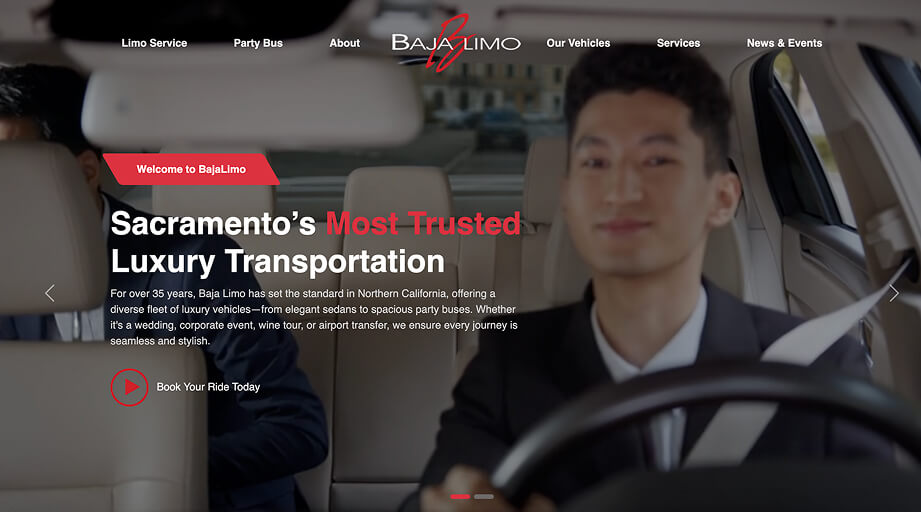 Limo Service
Party Bus
About
BAJA LIMO
Our Vehicles
Services
News & Events
Welcome to BajaLimo
Sacramento’s Most Trusted
Luxury Transportation
For over 35 years, Baja Limo has set the standard in Northern California, offering a
diverse fleet of luxury vehicles—from elegant sedans to spacious party buses. Whether
it's a wedding, corporate event, wine tour, or airport transfer, we ensure every journey is
seamless and stylish.
Book Your Ride Today